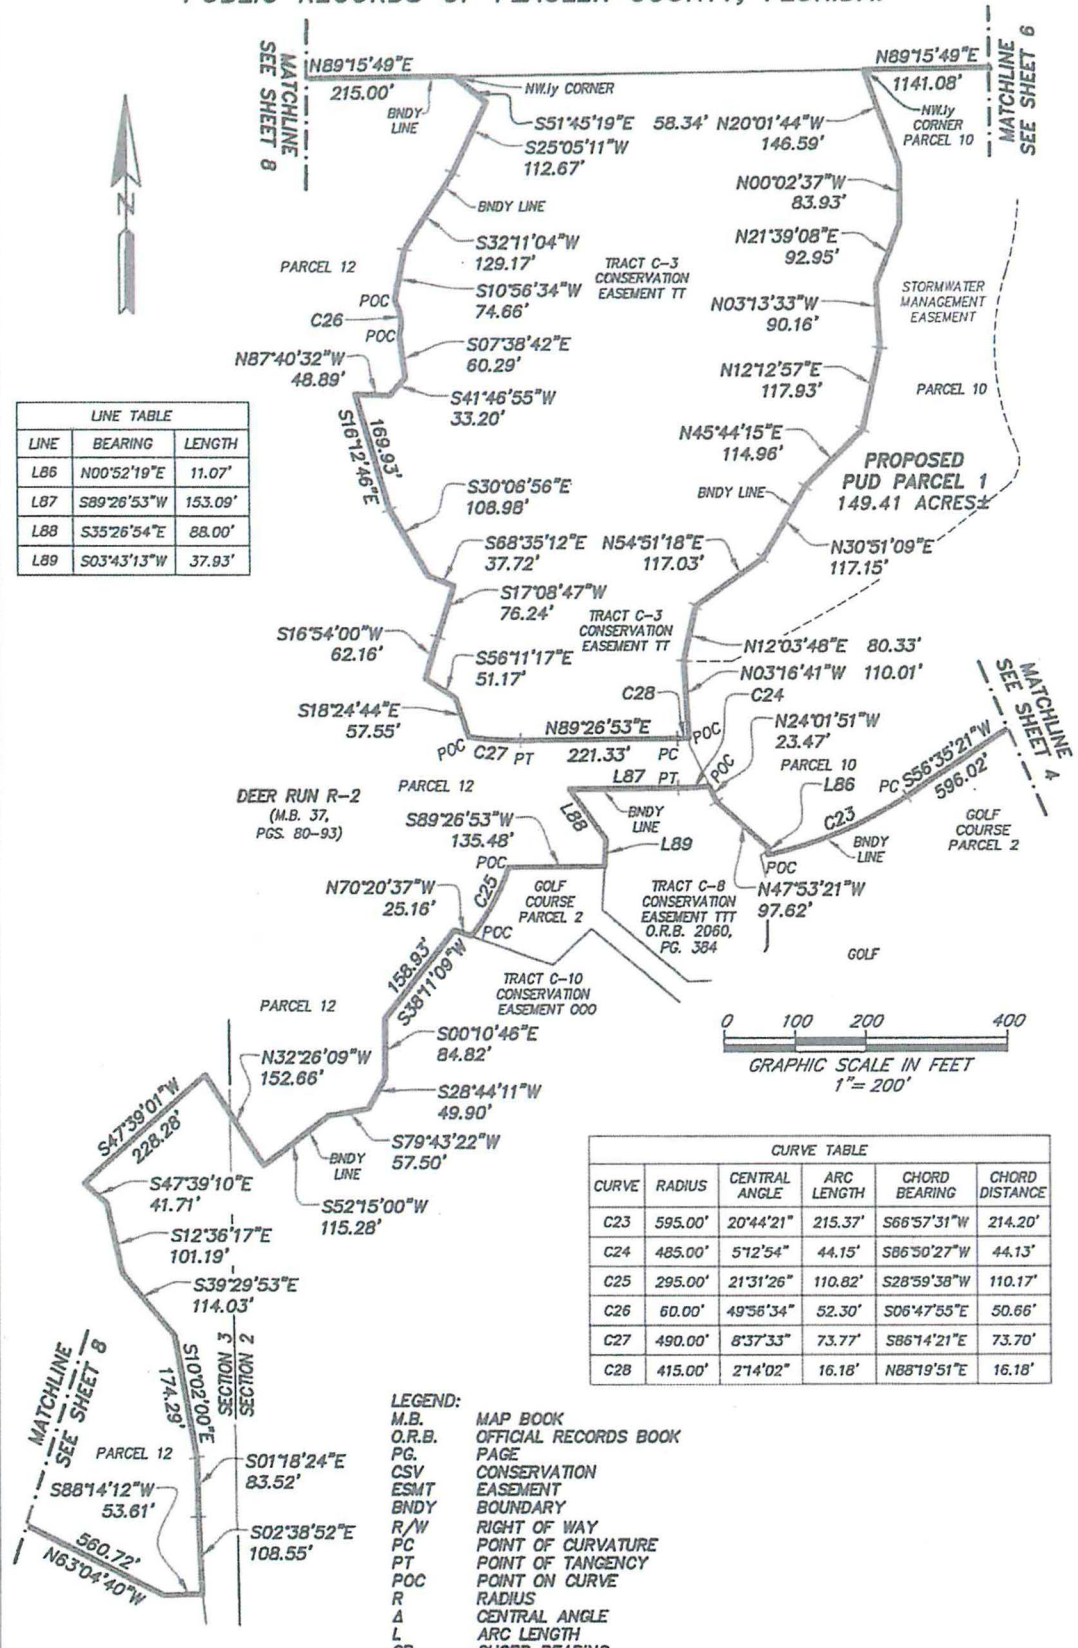 MATCHLINE
SEE SHEET 8
N89°15'49"E
215.00'
BNDY
LINE
NW.ly CORNER
S51°45'19"E 58.34'
S25°05'11"W
112.67'
BNDY LINE
S32°11'04"W
129.17'
S10°56'34"W
74.66'
PARCEL 12
POC
C26
POC
S07°38'42"E
60.29'
N87°40'32"W
48.89'
S41°46'55"W
33.20'
169.93'
S16°12'46"E
S30°06'56"E
108.98'
S68°35'12"E
37.72'
S17°08'47"W
76.24'
S16°54'00"W
62.16'
S56°11'17"E
51.17'
S18°24'44"E
57.55'
POC
C27
PT
N89°26'53"E
221.33'
PC
POC
TRACT C-3
CONSERVATION
EASEMENT TT
N89°15'49"E
1141.08'
MATCHLINE
SEE SHEET 6
NW.ly
CORNER
PARCEL 10
N20°01'44"W
146.59'
N00°02'37"W
83.93'
N21°39'08"E
92.95'
N03°13'33"W
90.16'
STORMWATER
MANAGEMENT
EASEMENT
N12°12'57"E
117.93'
PARCEL 10
N45°44'15"E
114.96'
PROPOSED
PUD PARCEL 1
149.41 ACRES±
BNDY LINE
N30°51'09"E
117.15'
N54°51'18"E
117.03'
TRACT C-3
CONSERVATION
EASEMENT TT
N12°03'48"E 80.33'
N03°16'41"W 110.01'
C28
C24
N24°01'51"W
23.47'
POC
PARCEL 10
L86
MATCHLINE
SEE SHEET 4
S56°35'21"W
596.02'
PC
C23
BNDY
LINE
GOLF
COURSE
PARCEL 2
POC
N47°53'21"W
97.62'
GOLF
LINE TABLE
LINE BEARING LENGTH
L86 N00°52'19"E 11.07'
L87 S89°26'53"W 153.09'
L88 S35°26'54"E 88.00'
L89 S03°43'13"W 37.93'
N
DEER RUN R-2
(M.B. 37,
PGS. 80-93)
PARCEL 12
L87
PT
BNDY
LINE
L88
L89
S89°26'53"W
135.48'
POC
C25
N70°20'37"W
25.16'
POC
GOLF
COURSE
PARCEL 2
TRACT C-8
CONSERVATION
EASEMENT TTT
O.R.B. 2060,
PG. 384
TRACT C-10
CONSERVATION
EASEMENT OOO
158.93'
S38°11'09"W
PARCEL 12
S00°10'46"E
84.82'
S28°44'11"W
49.90'
S79°43'22"W
57.50'
BNDY
LINE
S52°15'00"W
115.28'
N32°26'09"W
152.66'
S47°39'01"W
228.28'
S47°39'10"E
41.71'
S12°36'17"E
101.19'
S39°29'53"E
114.03'
S10°02'00"E
174.29'
SECTION 3
SECTION 2
MATCHLINE
SEE SHEET 8
PARCEL 12
S88°14'12"W
53.61'
S01°18'24"E
83.52'
S02°38'52"E
108.55'
560.72'
N63°04'40"W
0 100 200 400
GRAPHIC SCALE IN FEET
1"= 200'
CURVE TABLE
CURVE RADIUS CENTRAL ANGLE ARC LENGTH CHORD BEARING CHORD DISTANCE
C23 595.00' 20°44'21" 215.37' S66°57'31"W 214.20'
C24 485.00' 5°12'54" 44.15' S86°50'27"W 44.13'
C25 295.00' 21°31'26" 110.82' S28°59'38"W 110.17'
C26 60.00' 49°56'34" 52.30' S06°47'55"E 50.66'
C27 490.00' 8°37'33" 73.77' S86°14'21"E 73.70'
C28 415.00' 2°14'02" 16.18' N88°19'51"E 16.18'
LEGEND:
M.B. MAP BOOK
O.R.B. OFFICIAL RECORDS BOOK
PG. PAGE
CSV CONSERVATION
ESMT EASEMENT
BNDY BOUNDARY
R/W RIGHT OF WAY
PC POINT OF CURVATURE
PT POINT OF TANGENCY
POC POINT ON CURVE
R RADIUS
Δ CENTRAL ANGLE
L ARC LENGTH